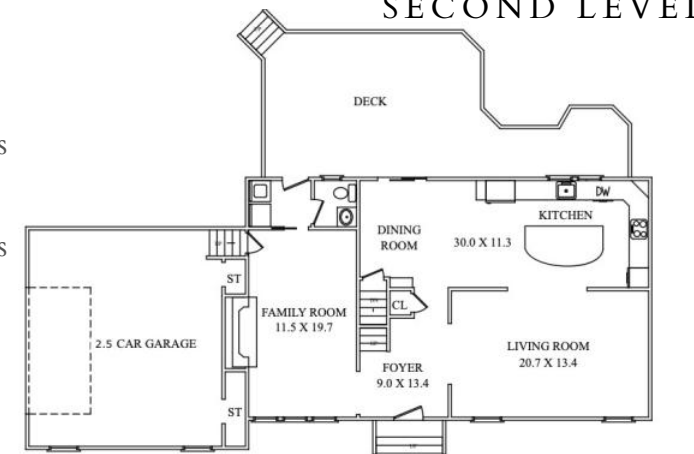 SECOND LEVEL
DECK
S
S
DW
KITCHEN
DINING
ROOM
30.0 X 11.3
ST
CL
FAMILY ROOM
11.5 X 19.7
2.5 CAR GARAGE
LIVING ROOM
20.7 X 13.4
FOYER
9.0 X 13.4
ST